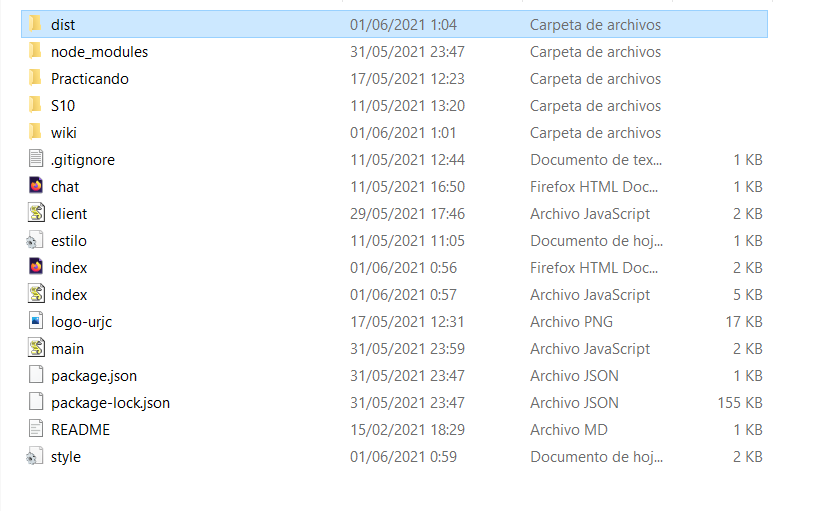 dist 01/06/2021 1:04 Carpeta de archivos
node_modules 31/05/2021 23:47 Carpeta de archivos
Practicando 17/05/2021 12:23 Carpeta de archivos
S10 11/05/2021 13:20 Carpeta de archivos
wiki 01/06/2021 1:01 Carpeta de archivos
.gitignore 11/05/2021 12:44 Documento de tex... 1 KB
chat 11/05/2021 16:50 Firefox HTML Doc... 1 KB
client 29/05/2021 17:46 Archivo JavaScript 2 KB
estilo 11/05/2021 11:05 Documento de hoj... 1 KB
index 01/06/2021 0:56 Firefox HTML Doc... 2 KB
index 01/06/2021 0:57 Archivo JavaScript 5 KB
logo-urjc 17/05/2021 12:31 Archivo PNG 17 KB
main 31/05/2021 23:59 Archivo JavaScript 2 KB
package.json 31/05/2021 23:47 Archivo JSON 1 KB
package-lock.json 31/05/2021 23:47 Archivo JSON 155 KB
README 15/02/2021 18:29 Archivo MD 1 KB
style 01/06/2021 0:59 Documento de hoj... 2 KB